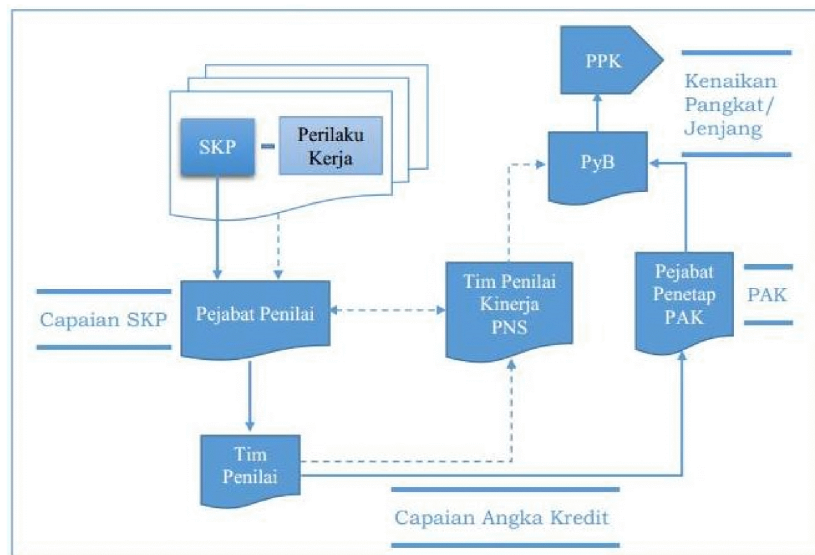 PPK
Kenaikan
Pangkat/
Jenjang
SKP
Perilaku
Kerja
PyB
Capaian SKP
Pejabat Penilai
Tim Penilai
Kinerja
PNS
Pejabat
Penetap
PAK
PAK
Tim
Penilai
Capaian Angka Kredit